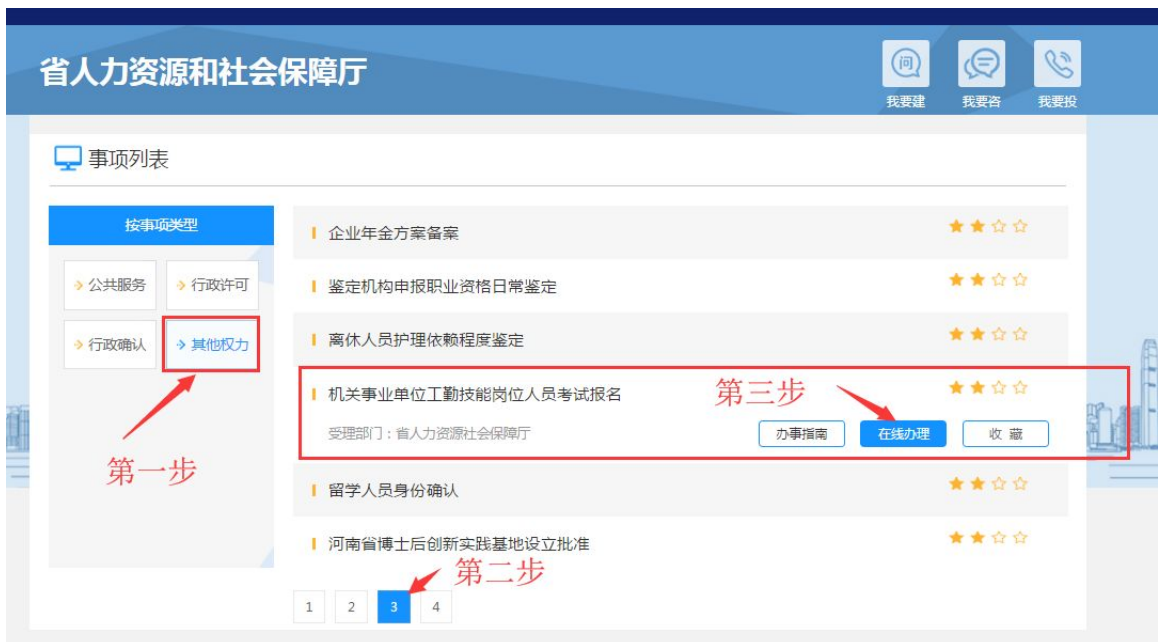 省人力资源和社会保障厅
问
我要建
我要咨
我要投
事项列表
按事项类型
公共服务
行政许可
行政确认
其他权力
第一步
企业年金方案备案
鉴定机构申报职业资格日常鉴定
离休人员护理依赖程度鉴定
机关事业单位工勤技能岗位人员考试报名
第三步
受理部门：省人力资源社会保障厅
办事指南
在线办理
收 藏
留学人员身份确认
河南省博士后创新实践基地设立批准
第二步
1 2 3 4